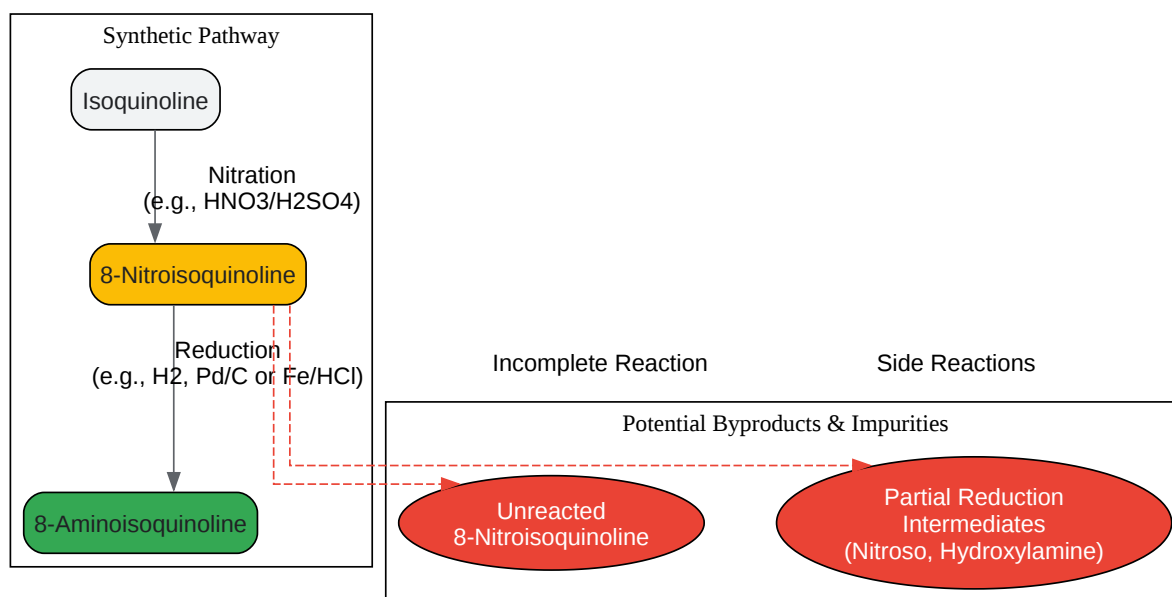 Synthetic Pathway
Isoquinoline
Nitration
(e.g., HNO3/H2SO4)
8-Nitroisoquinoline
Reduction
(e.g., H2, Pd/C or Fe/HCl)
8-Aminoisoquinoline
Incomplete Reaction
Side Reactions
Potential Byproducts & Impurities
Unreacted
8-Nitroisoquinoline
Partial Reduction
Intermediates
(Nitroso, Hydroxylamine)